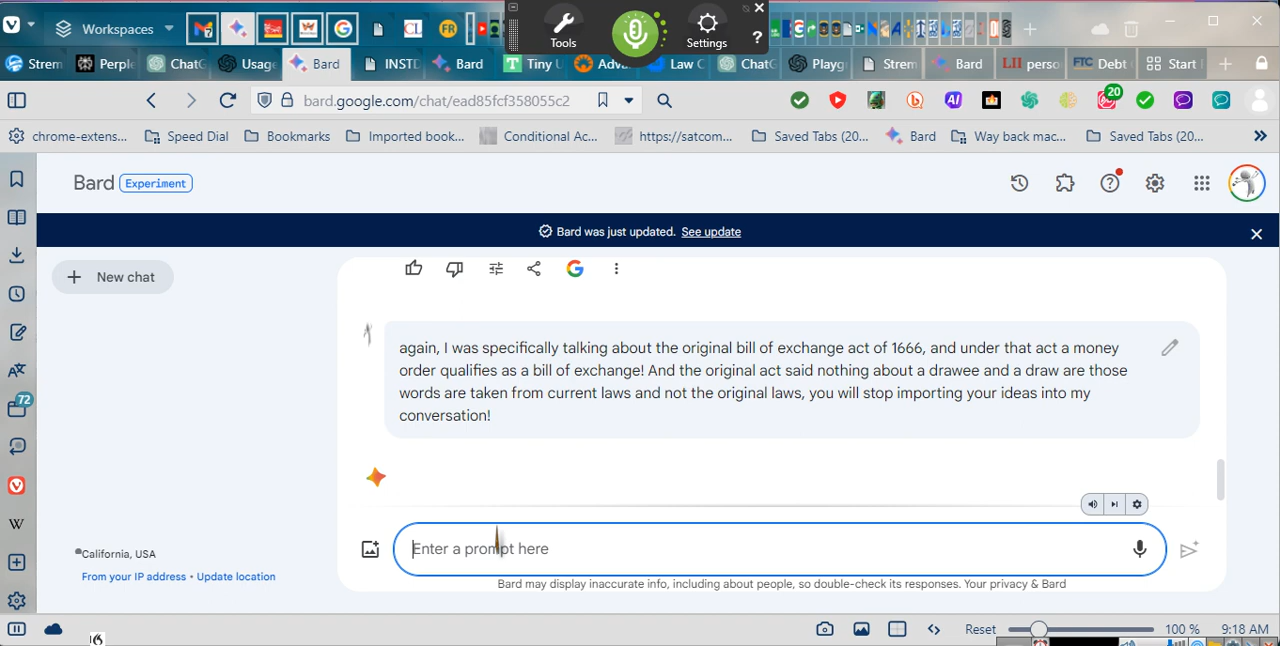 Workspaces
Tools
Settings
?
Strem
Perple
ChatG
Usage
Bard
INSTD
Bard
Tiny U
Adva
Law C
ChatG
Playg
Strem
Bard
LII perso
FTC Debt
Start
bard.google.com/chat/ead85fcf358055c2
20
chrome-extens...
Speed Dial
Bookmarks
Imported book...
Conditional Ac...
https://satcom...
Saved Tabs (20...
Bard
Way back mac...
Saved Tabs (20...
Bard Experiment
Bard was just updated. See update
New chat
again, I was specifically talking about the original bill of exchange act of 1666, and under that act a money
order qualifies as a bill of exchange! And the original act said nothing about a drawee and a draw are those
words are taken from current laws and not the original laws, you will stop importing your ideas into my
conversation!
72
Enter a prompt here
California, USA
From your IP address • Update location
Bard may display inaccurate info, including about people, so double-check its responses. Your privacy & Bard
Reset
100 %
9:18 AM